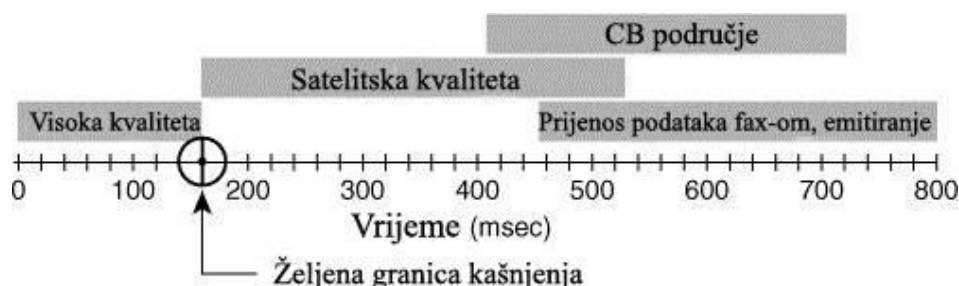 CB područje
Satelitska kvaliteta
Visoka kvaliteta
Prijenos podataka fax-om, emitiranje
0 100 200 300 400 500 600 700 800
Vrijeme (msec)
Željena granica kašnjenja